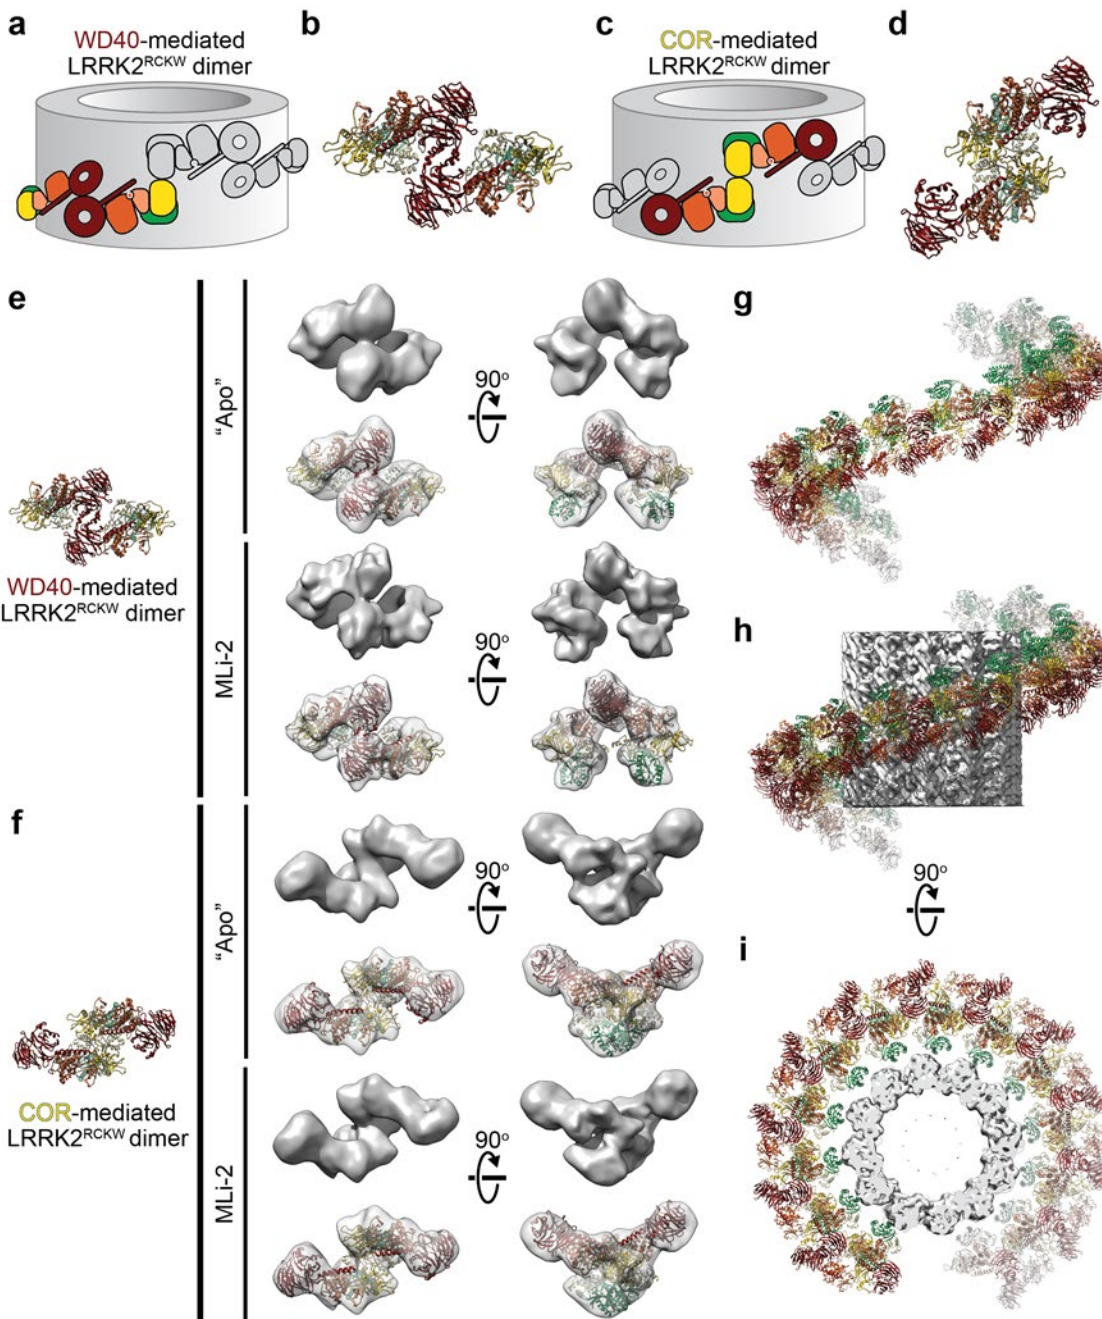 a
WD40-mediated
LRRK2RCKW dimer
b
c
COR-mediated
LRRK2RCKW dimer
d
e
"Apo"
90°
WD40-mediated
LRRK2RCKW dimer
MLi-2
90°
f
"Apo"
90°
COR-mediated
LRRK2RCKW dimer
MLi-2
90°
g
h
90°
i